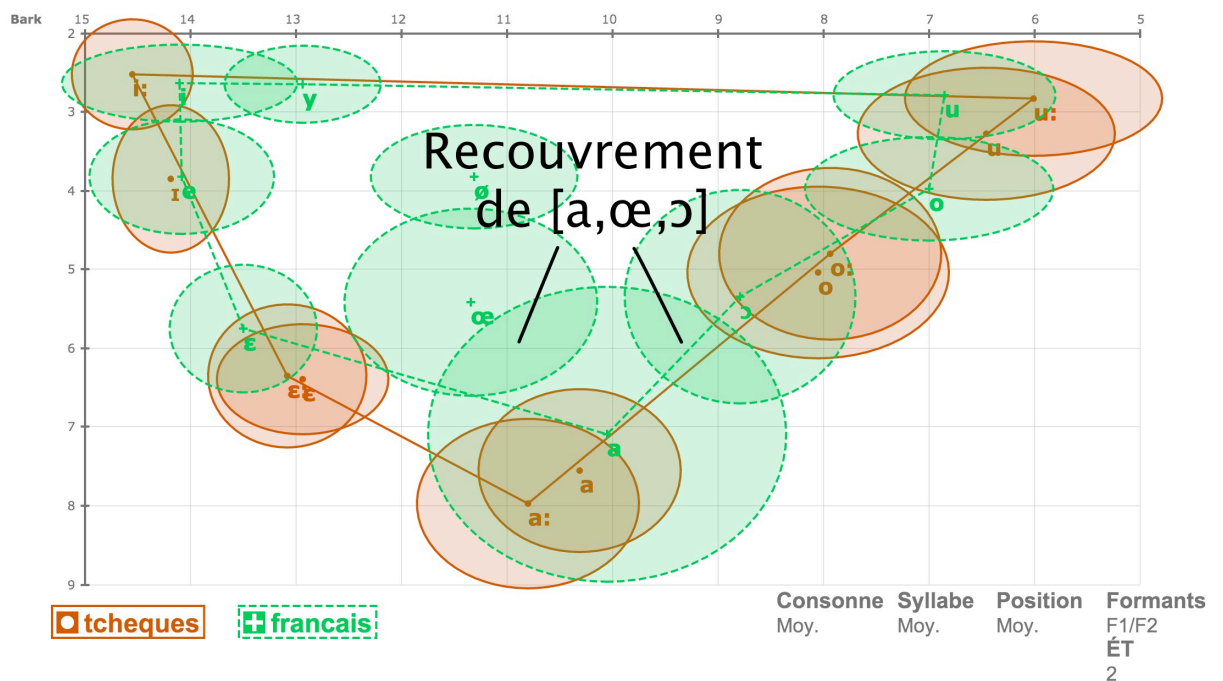 Bark
15 14 13 12 11 10 9 8 7 6 5
2
i: i y u u:
3
u
Recouvrement
4
ɪ e ø o
de [a,œ,ɔ]
5
o:
o
œ ɔ
ɛ
6
ɛ: ɛ
7
a
a
8
a:
9
tcheques francais
Consonne Syllabe Position Formants
Moy. Moy. Moy. F1/F2
ÉT
2